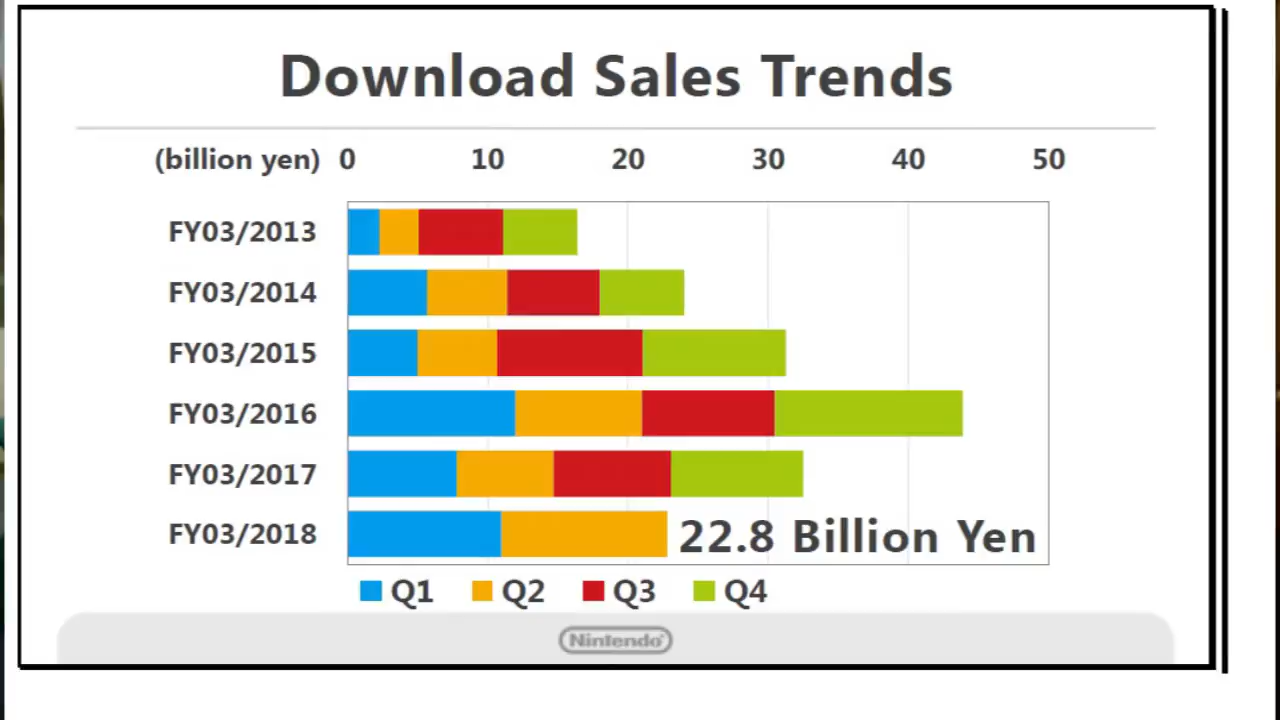 Download Sales Trends
(billion yen) 0 10 20 30 40 50
FY03/2013
FY03/2014
FY03/2015
FY03/2016
FY03/2017
FY03/2018 22.8 Billion Yen
Q1 Q2 Q3 Q4
Nintendo